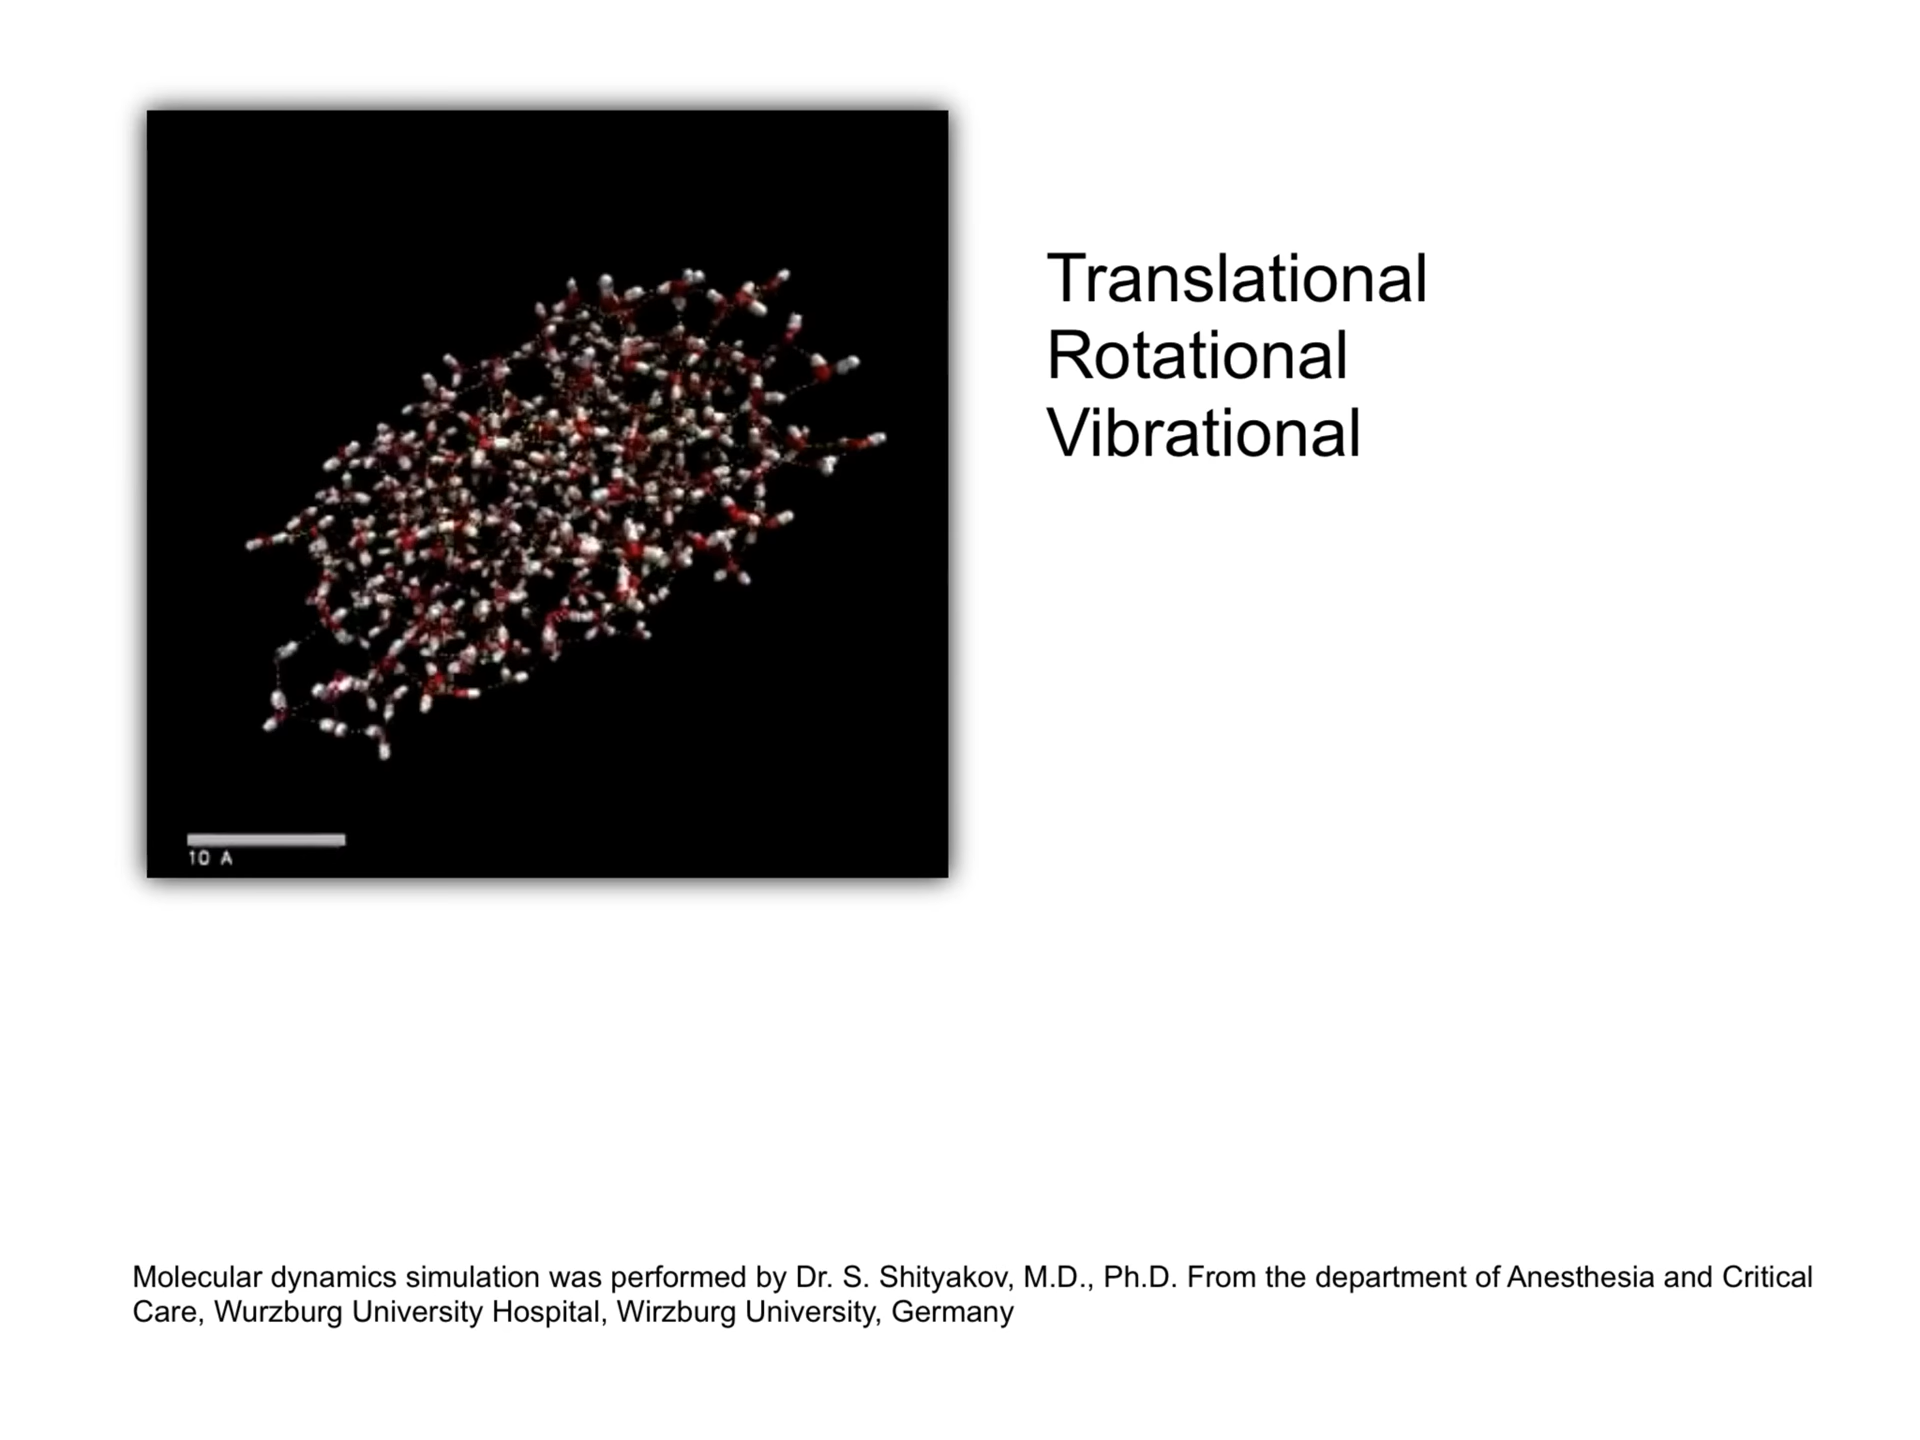 Translational
Rotational
Vibrational
10 A
Molecular dynamics simulation was performed by Dr. S. Shityakov, M.D., Ph.D. From the department of Anesthesia and Critical
Care, Wurzburg University Hospital, Wirzburg University, Germany